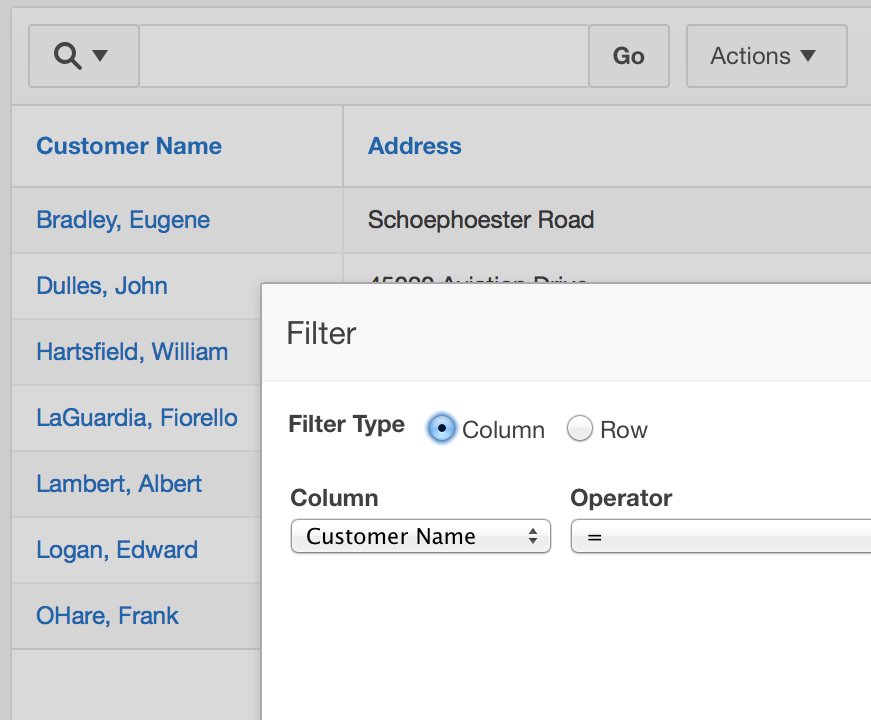 Go
Actions
Customer Name
Address
Bradley, Eugene
Schoephoester Road
Dulles, John
Aviation Drive
Hartsfield, William
Filter
LaGuardia, Fiorello
Filter Type
Column
Row
Lambert, Albert
Column
Operator
Customer Name
=
Logan, Edward
OHare, Frank